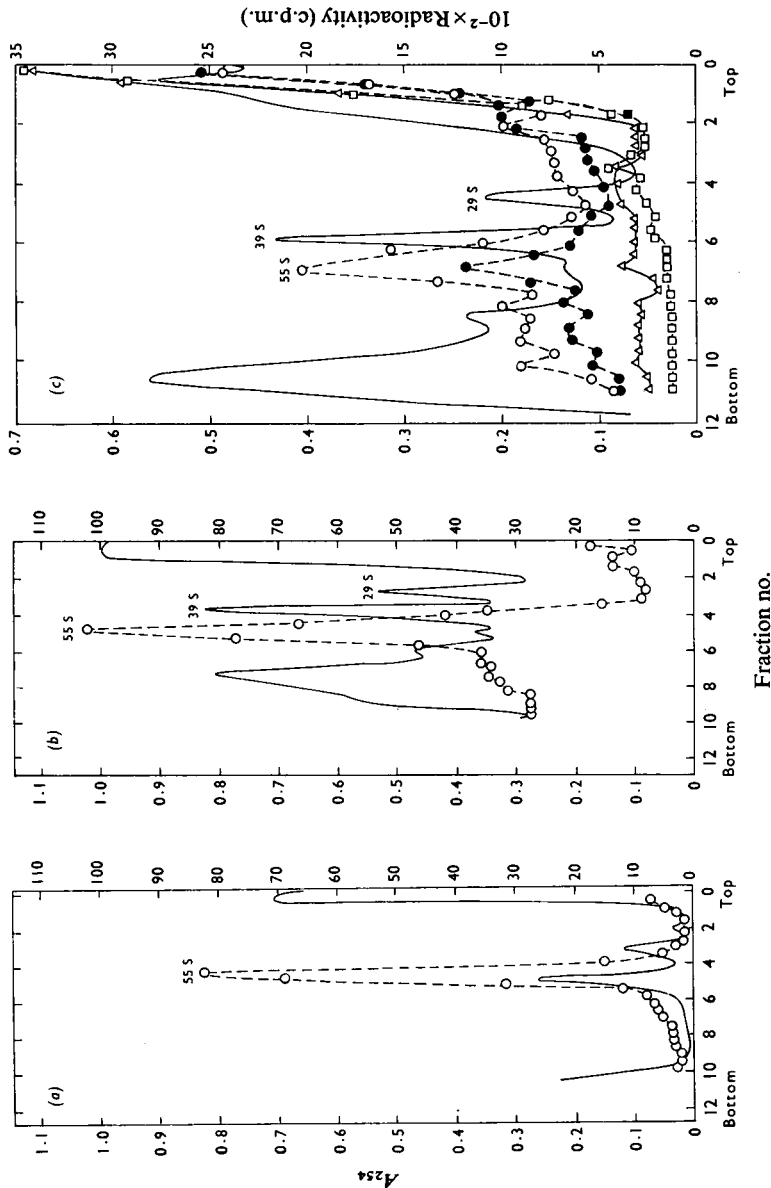 A₂₅₄
(a)
1.1 1.0 0.9 0.8 0.7 0.6 0.5 0.4 0.3 0.2 0.1 0
110 100 90 80 70 60 50 40 30 20 10 0
55 S
12 10 8 6 4 2 0
Bottom Top
(b)
1.1 1.0 0.9 0.8 0.7 0.6 0.5 0.4 0.3 0.2 0.1 0
110 100 90 80 70 60 50 40 30 20 10 0
55 S
39 S
29 S
12 10 8 6 4 2 0
Bottom Top
(c)
0.7 0.6 0.5 0.4 0.3 0.2 0.1 0
35 30 25 20 15 10 5 0
55 S
39 S
29 S
12 10 8 6 4 2 0
Bottom Top
10⁻² × Radioactivity (c.p.m.)
Fraction no.